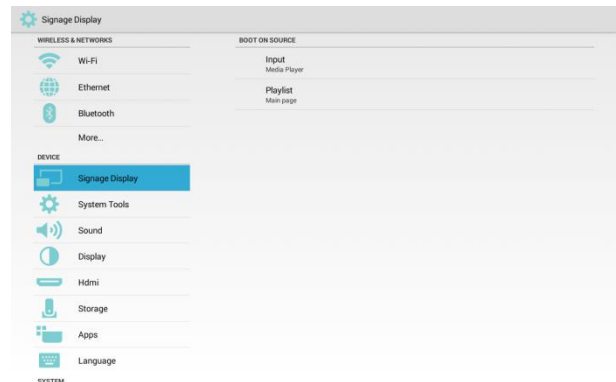 Signage Display
WIRELESS & NETWORKS
Wi-Fi
Ethernet
Bluetooth
More...
DEVICE
Signage Display
System Tools
Sound
Display
Hdmi
Storage
Apps
Language
SYSTEM
BOOT ON SOURCE
Input
Media Player
Playlist
Main page